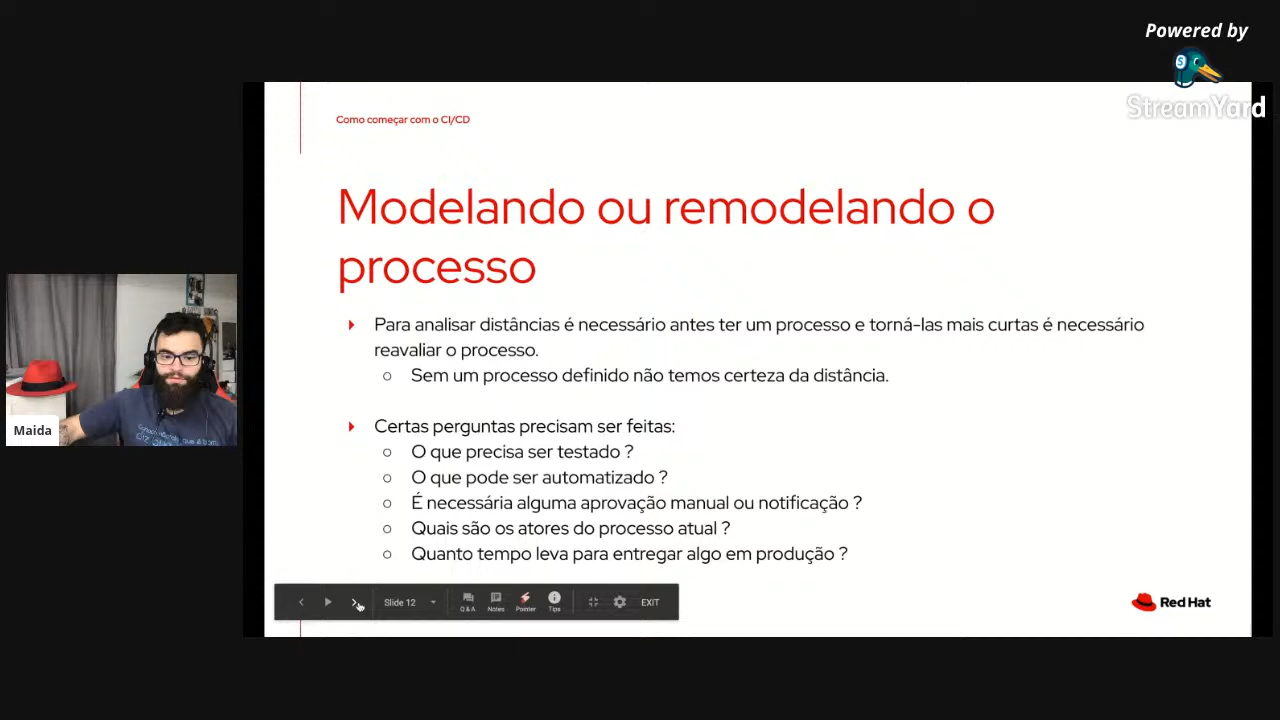 Powered by
StreamYard
Como começar com o CI/CD
Modelando ou remodelando o
processo
Para analisar distâncias é necessário antes ter um processo e torná-las mais curtas é necessário
reavaliar o processo.
Sem um processo definido não temos certeza da distância.
Certas perguntas precisam ser feitas:
O que precisa ser testado ?
O que pode ser automatizado ?
É necessária alguma aprovação manual ou notificação ?
Quais são os atores do processo atual ?
Quanto tempo leva para entregar algo em produção ?
Maida
Slide 12
Q & A
Notes
Pointer
Tips
EXIT
Red Hat